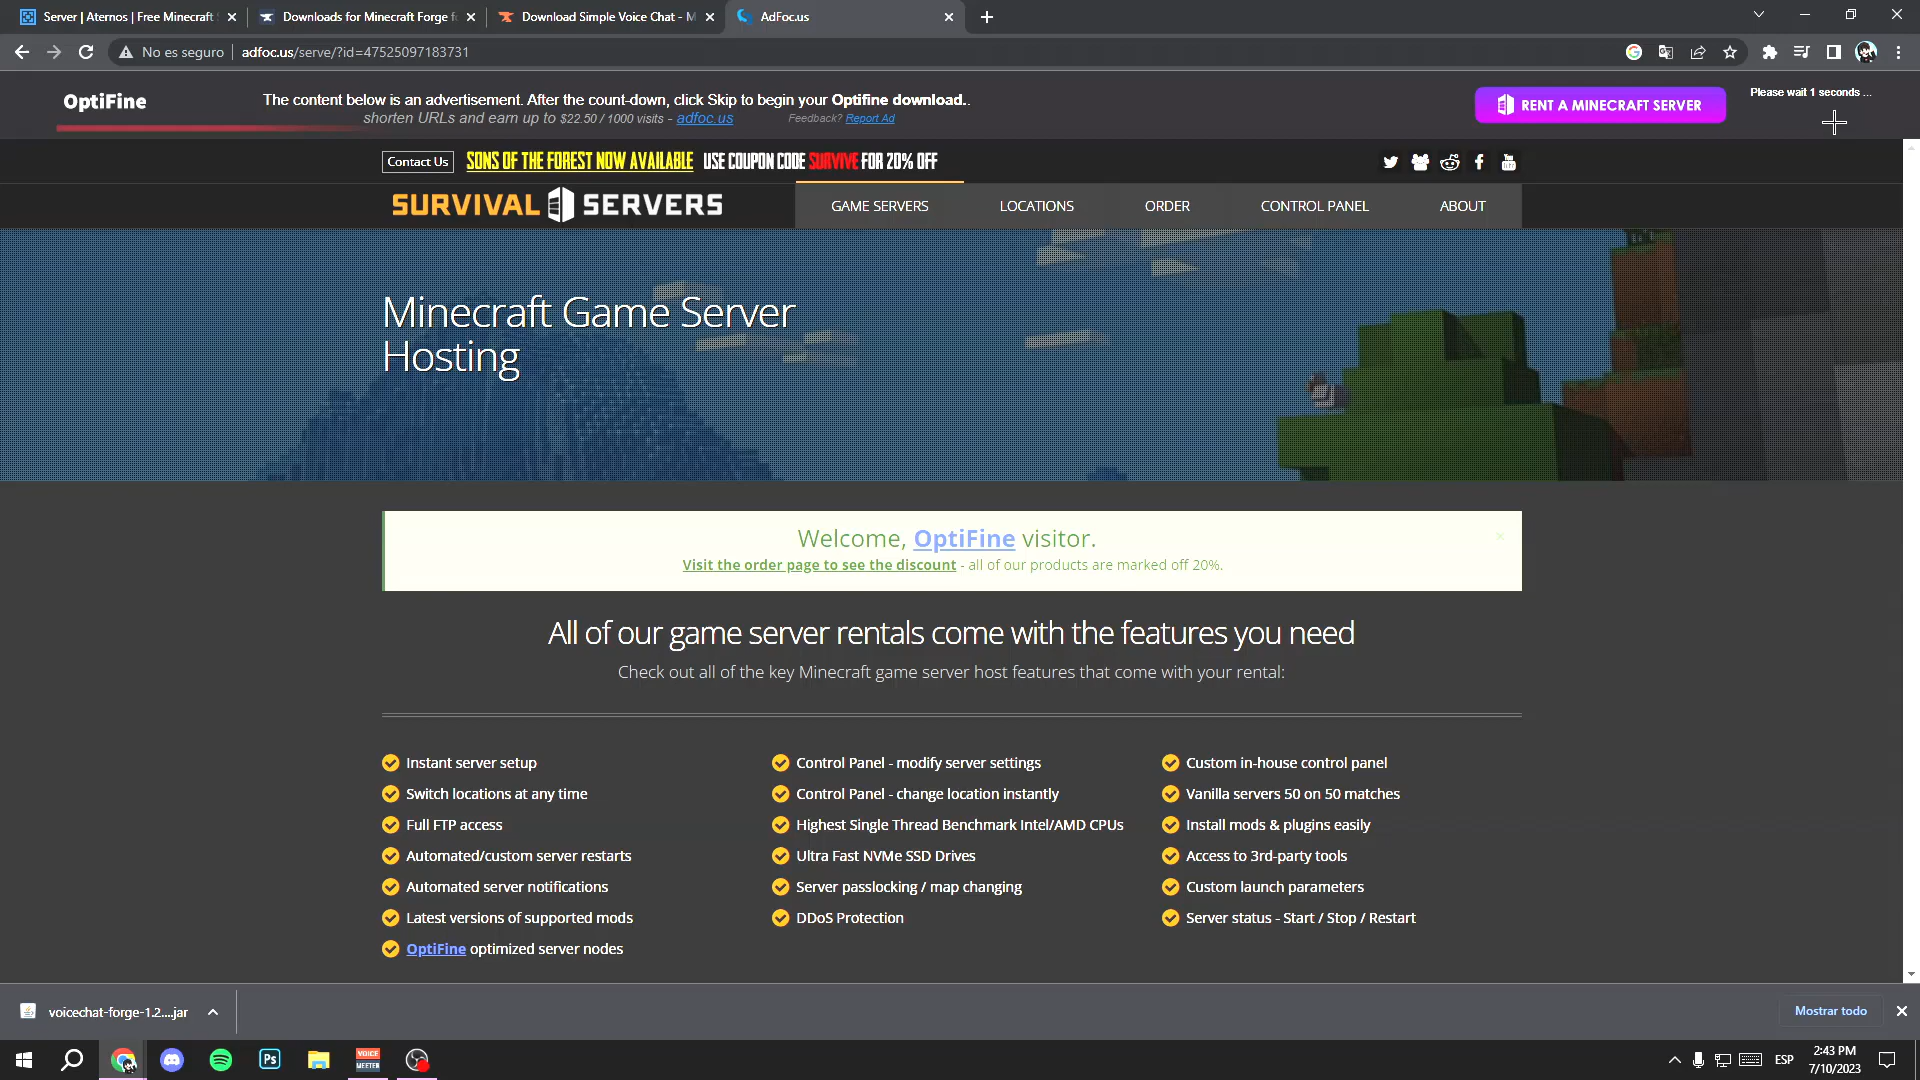 Server | Aternos | Free Minecraft
Downloads for Minecraft Forge fo
Download Simple Voice Chat - M
AdFoc.us
No es seguro
adfoc.us/serve/?id=47525097183731
OptiFine
The content below is an advertisement. After the count-down, click Skip to begin your Optifine download..
shorten URLs and earn up to $22.50 / 1000 visits - adfoc.us
Feedback? Report Ad
RENT A MINECRAFT SERVER
Please wait 1 seconds ...
Contact Us
SONS OF THE FOREST NOW AVAILABLE USE COUPON CODE SURVIVE FOR 20% OFF
SURVIVAL SERVERS
GAME SERVERS
LOCATIONS
ORDER
CONTROL PANEL
ABOUT
Minecraft Game Server
Hosting
Welcome, OptiFine visitor.
Visit the order page to see the discount - all of our products are marked off 20%.
All of our game server rentals come with the features you need
Check out all of the key Minecraft game server host features that come with your rental:
Instant server setup
Switch locations at any time
Full FTP access
Automated/custom server restarts
Automated server notifications
Latest versions of supported mods
OptiFine optimized server nodes
Control Panel - modify server settings
Control Panel - change location instantly
Highest Single Thread Benchmark Intel/AMD CPUs
Ultra Fast NVMe SSD Drives
Server passlocking / map changing
DDoS Protection
Custom in-house control panel
Vanilla servers 50 on 50 matches
Install mods & plugins easily
Access to 3rd-party tools
Custom launch parameters
Server status - Start / Stop / Restart
voicechat-forge-1.2....jar
Mostrar todo
Ps
VOICE
MEETER
ESP
2:43 PM
7/10/2023